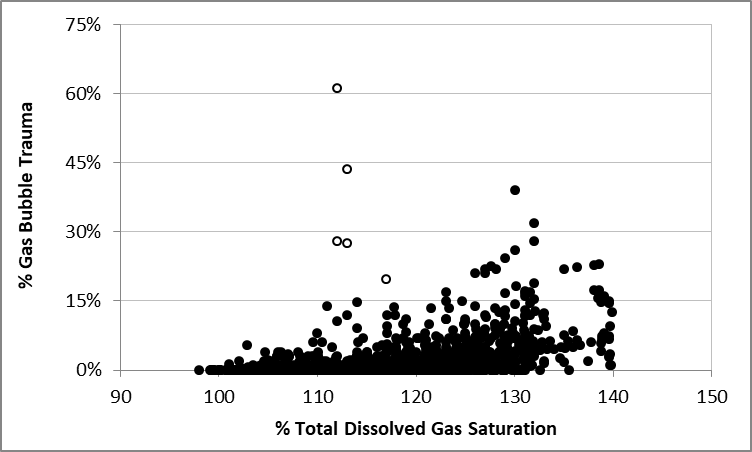 75%
60%
45%
30%
15%
0%
% Gas Bubble Trauma
90 100 110 120 130 140 150
% Total Dissolved Gas Saturation